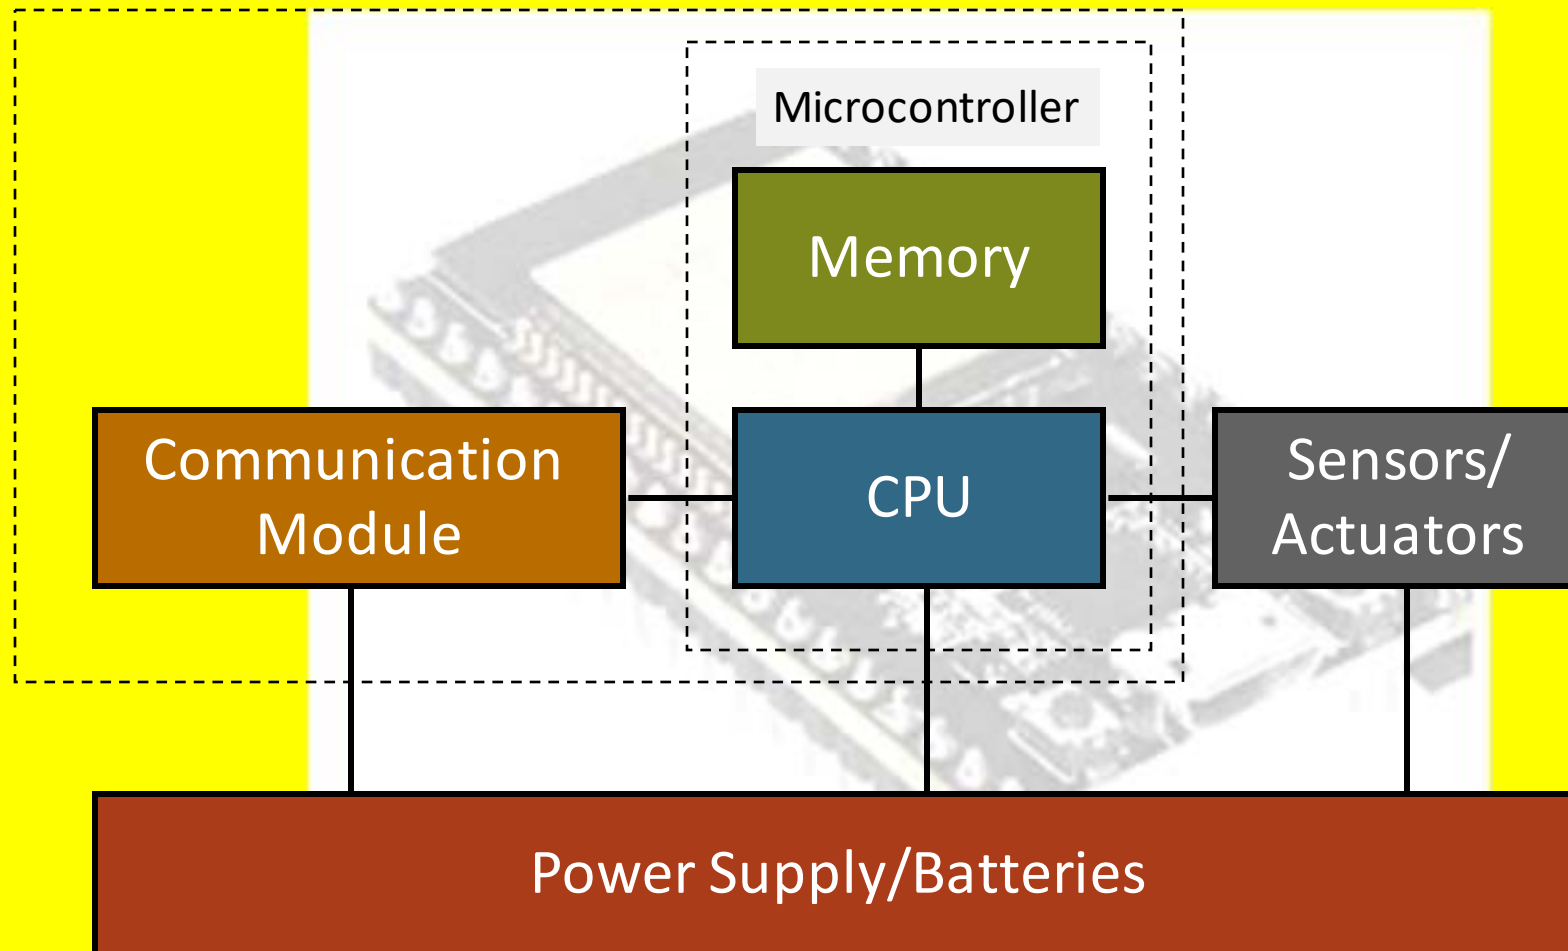 Microcontroller
Memory
Communication
Module
CPU
Sensors/
Actuators
Power Supply/Batteries